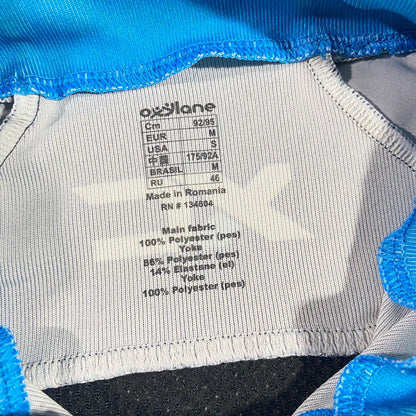 oxylane
Cm 92/95
EUR M
USA S
中國 175/92A
BRASIL M
RU 46
Made in Romania
RN # 134604
Main fabric
100% Polyester (pes)
Yoke
86% Polyester (pes)
14% Elastane (el)
Yoke
100% Polyester (pes)